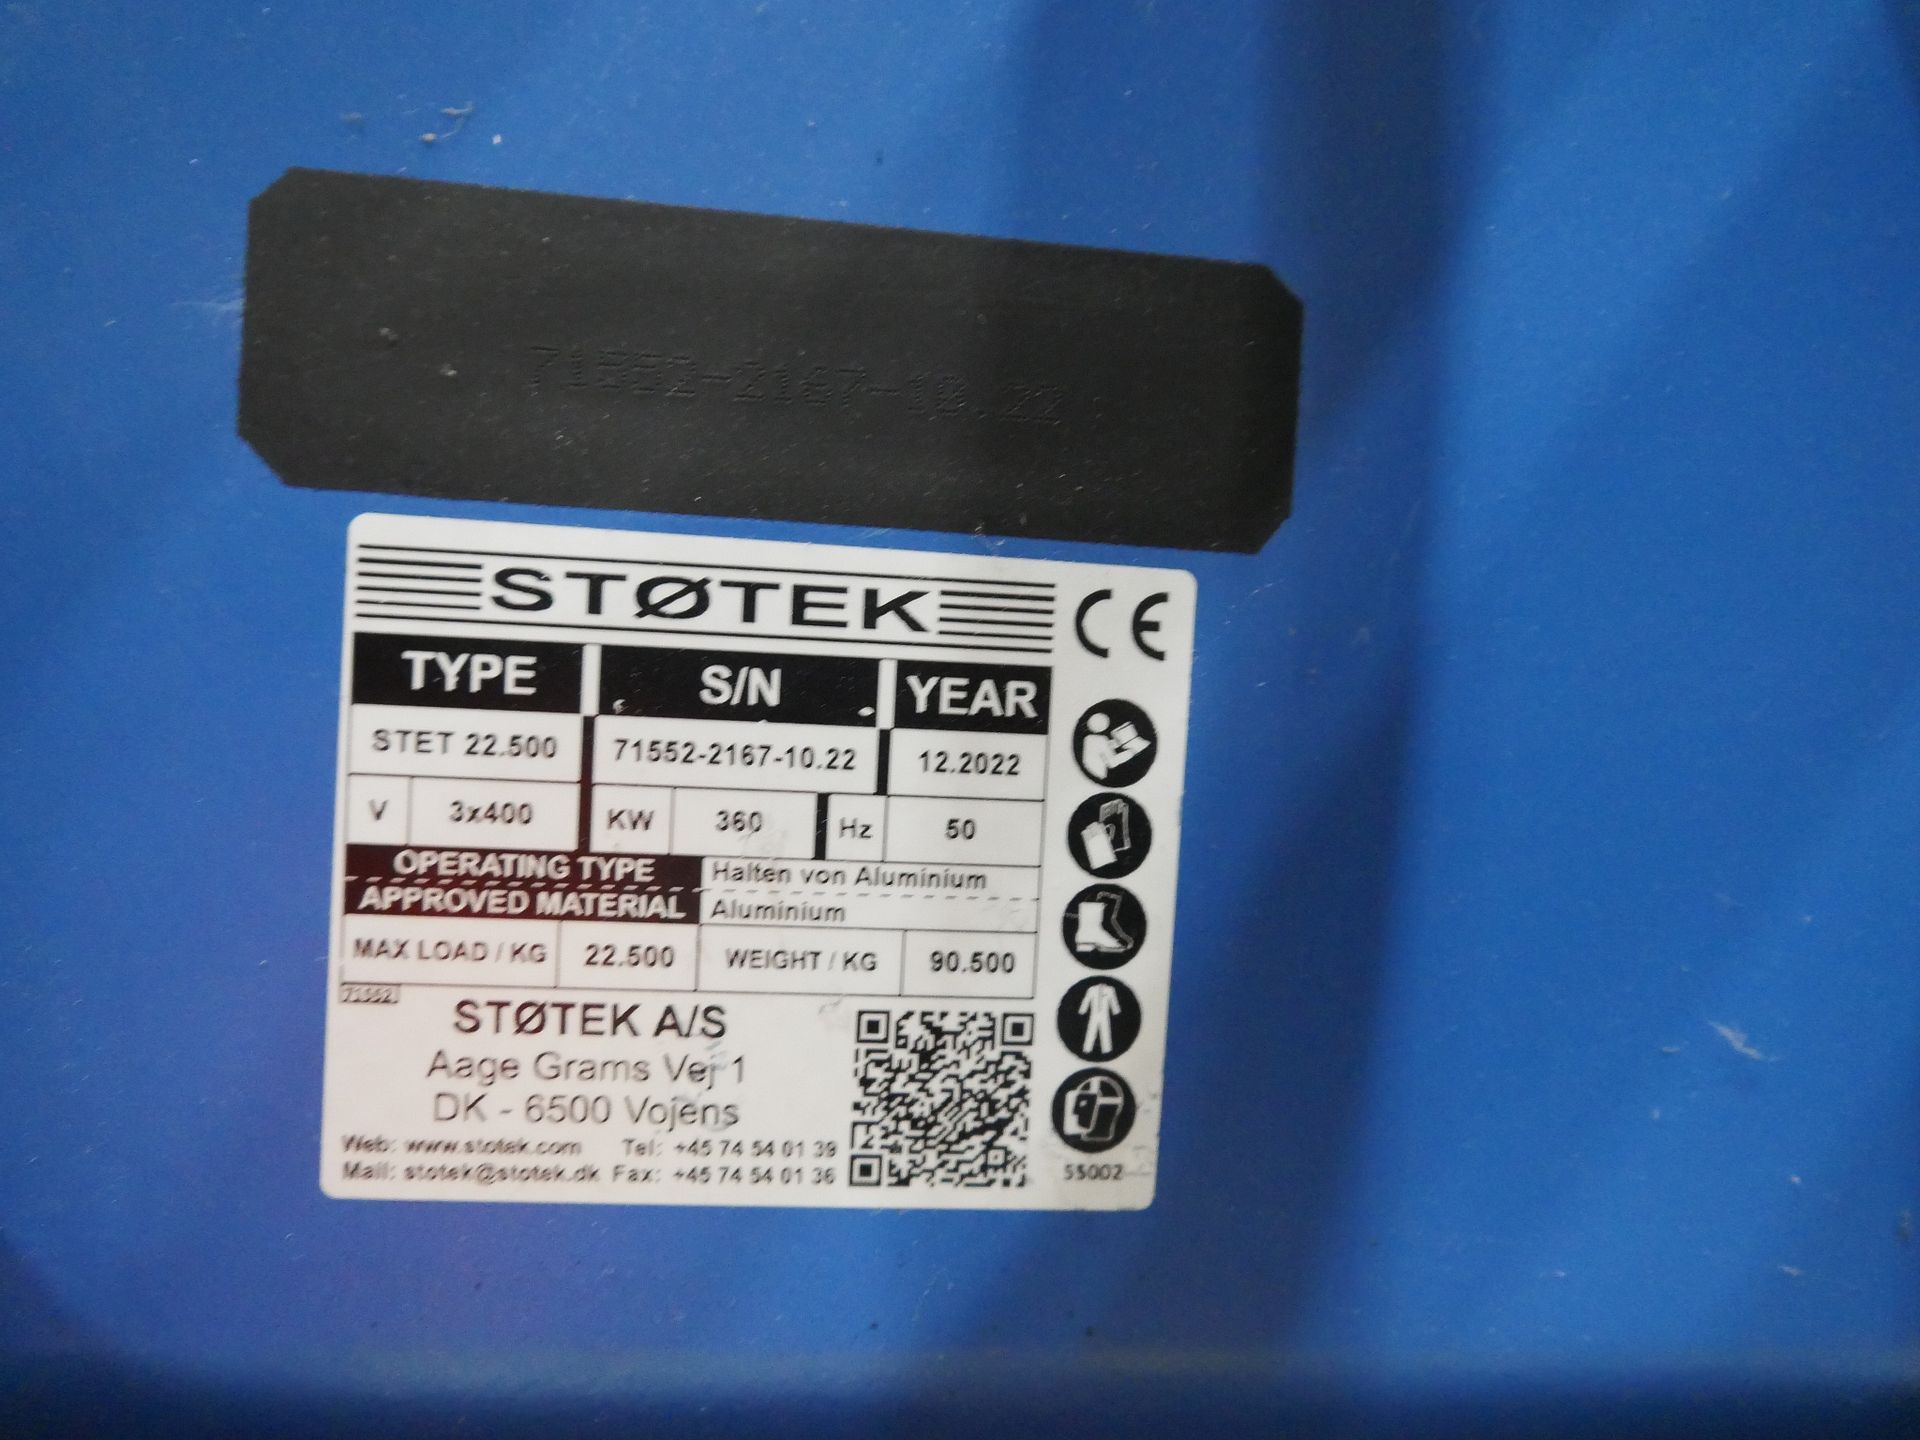 71552-2167-10.22
STØTEK
CE
TYPE S/N YEAR
STET 22.500 71552-2167-10.22 12.2022
V 3x400 KW 360 Hz 50
OPERATING TYPE Halten von Aluminium
APPROVED MATERIAL Aluminium
MAX LOAD / KG 22.500 WEIGHT / KG 90.500
71552
STØTEK A/S
Aage Grams Vej 1
DK - 6500 Vojens
Web: www.stotek.com Tel: +45 74 54 01 39
Mail: stotek@stotek.dk Fax: +45 74 54 01 36
55002